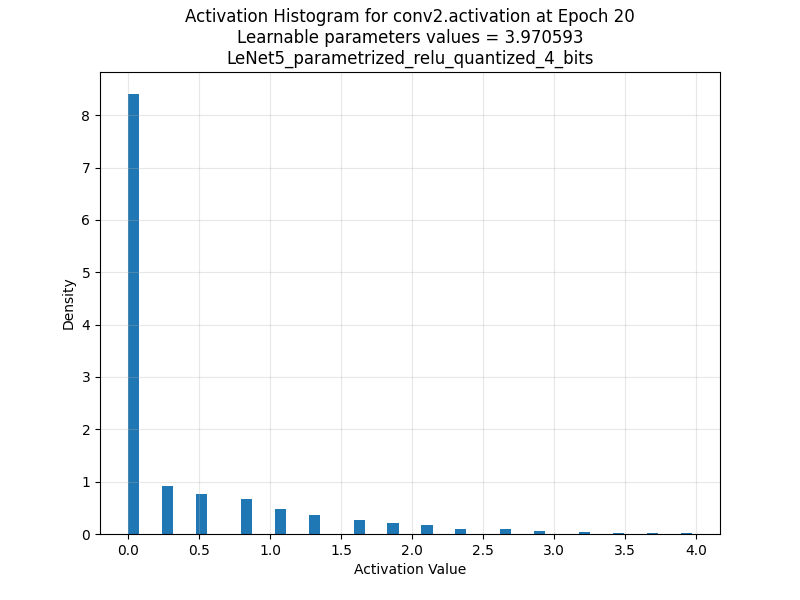 Activation Histogram for conv2.activation at Epoch 20
Learnable parameters values = 3.970593
LeNet5_parametrized_relu_quantized_4_bits
8
7
6
5
4
3
2
1
0
Density
0.0 0.5 1.0 1.5 2.0 2.5 3.0 3.5 4.0
Activation Value